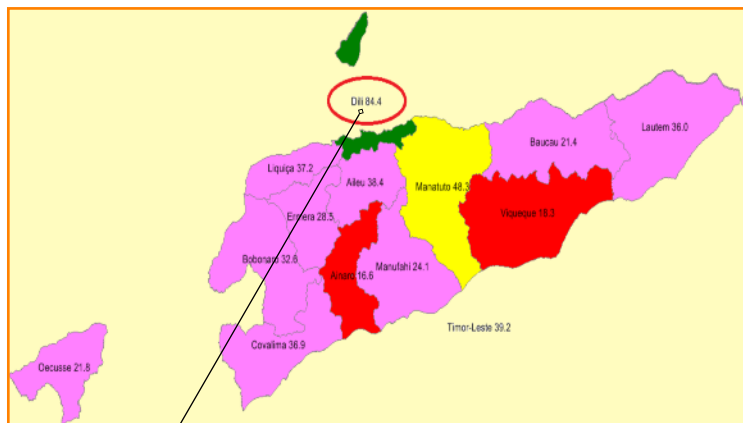 Dili 84.4
Lautem 36.0
Baucau 21.4
Liquiça 37.2
Aileu 38.4
Manatuto 48.3
Viqueque 18.3
Ermera 28.5
Bobonaro 32.6
Ainaro 16.6
Manufahi 24.1
Timor-Leste 39.2
Covalima 36.9
Oecusse 21.8